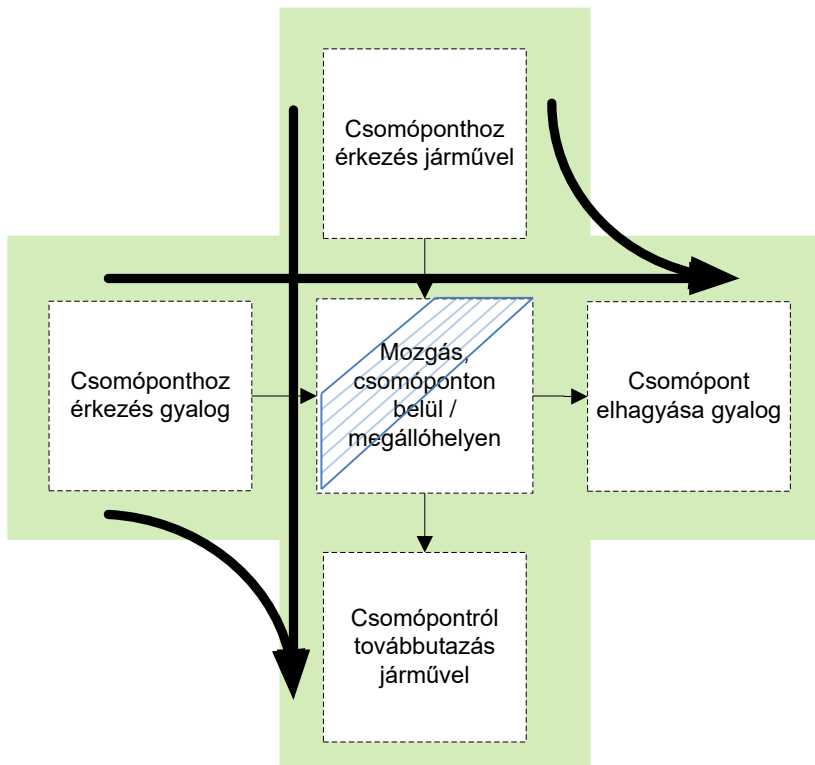 Csomóponthoz
érkezés járművel
Csomóponthoz
érkezés gyalog
Mozgás,
csomóponton
belül /
megállóhelyen
Csomópont
elhagyása gyalog
Csomópontról
továbbutazás
járművel